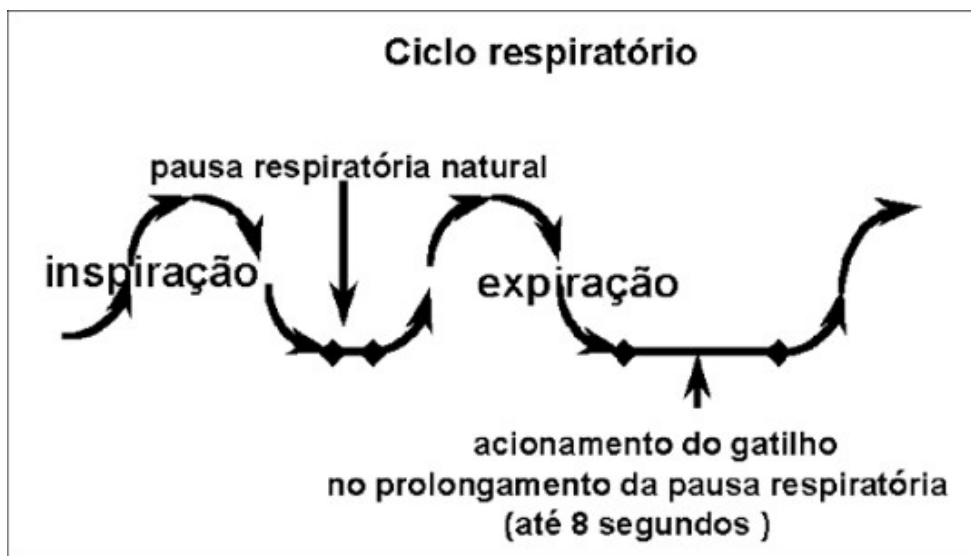 Ciclo respiratório
pausa respiratória natural
inspiração
expiração
acionamento do gatilho
no prolongamento da pausa respiratória
(até 8 segundos )